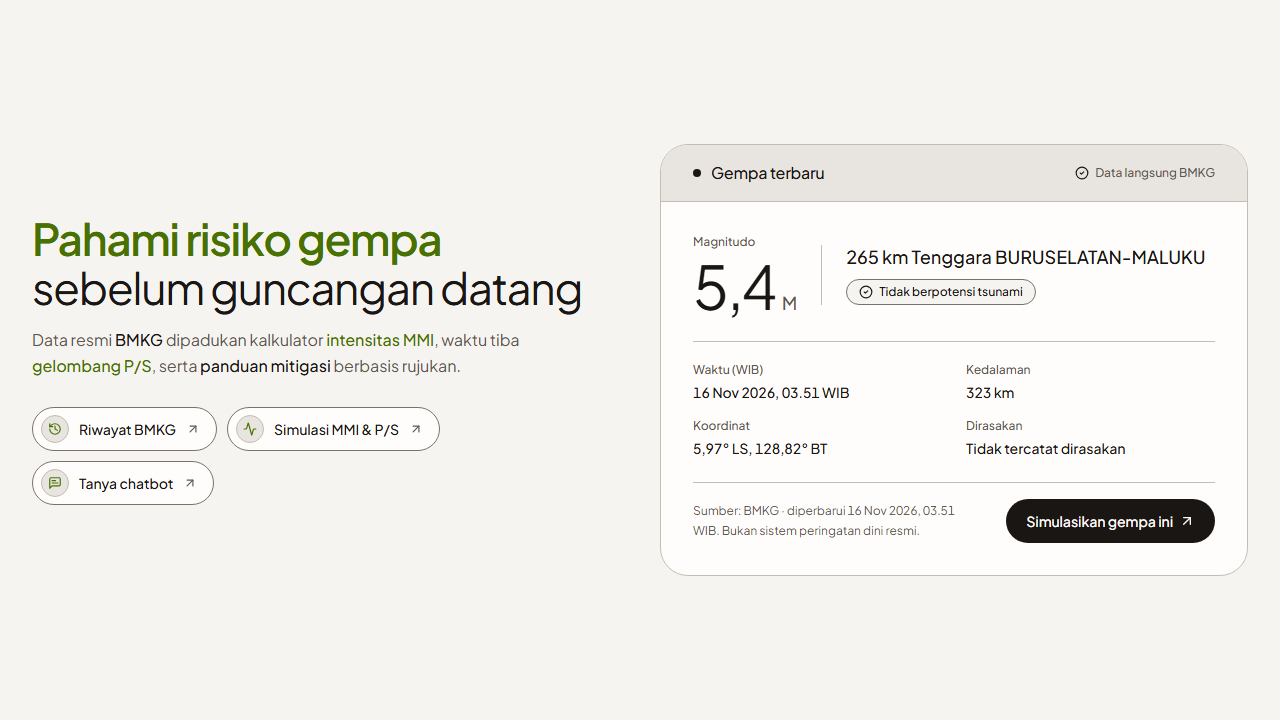 Pahami risiko gempa
sebelum guncangan datang
Data resmi BMKG dipadukan kalkulator intensitas MMI, waktu tiba
gelombang P/S, serta panduan mitigasi berbasis rujukan.
Riwayat BMKG
Simulasi MMI & P/S
Tanya chatbot
Gempa terbaru
Data langsung BMKG
Magnitudo
5,4 M
265 km Tenggara BURUSELATAN-MALUKU
Tidak berpotensi tsunami
Waktu (WIB)
16 Nov 2026, 03.51 WIB
Kedalaman
323 km
Koordinat
5,97° LS, 128,82° BT
Dirasakan
Tidak tercatat dirasakan
Sumber: BMKG · diperbarui 16 Nov 2026, 03.51
WIB. Bukan sistem peringatan dini resmi.
Simulasikan gempa ini